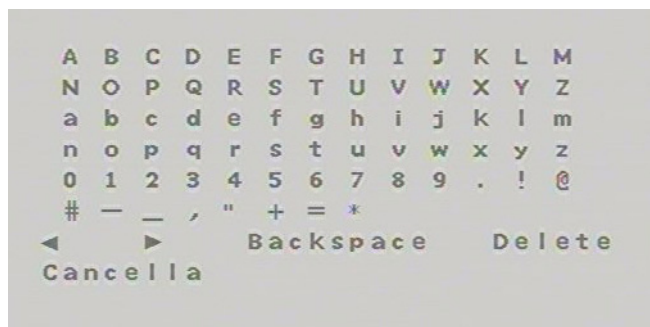 A B C D E F G H I J K L M
N O P Q R S T U V W X Y Z
a b c d e f g h i j k l m
n o p q r s t u v w x y z
0 1 2 3 4 5 6 7 8 9 . ! @
# — _ , " + = *
◀ ▶ Backspace Delete
Cancella